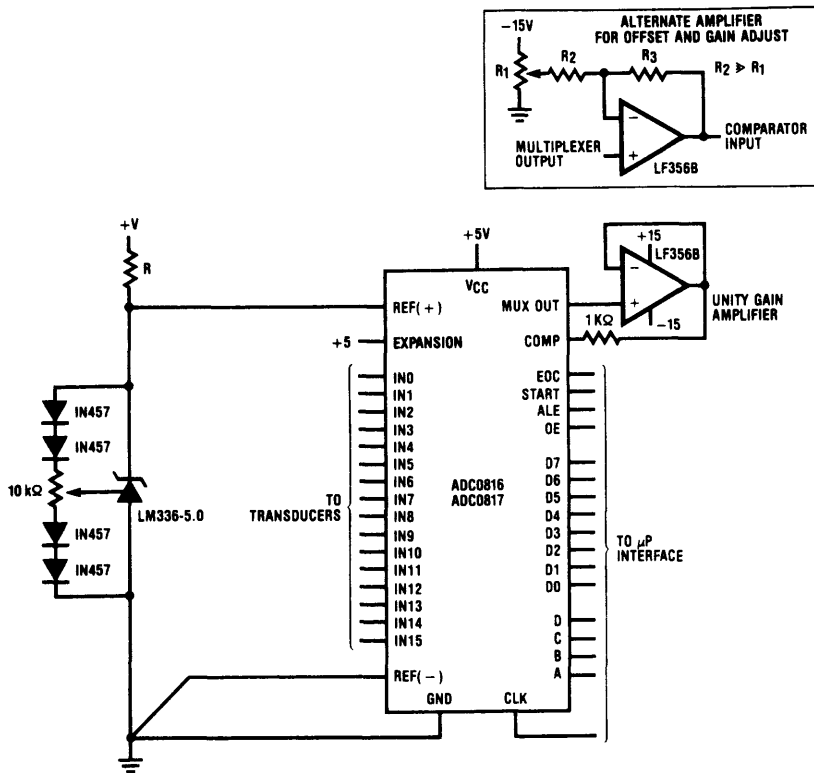 ALTERNATE AMPLIFIER
FOR OFFSET AND GAIN ADJUST
-15V
R1
R2
R3
R2 ≫ R1
MULTIPLEXER
OUTPUT
-
+
COMPARATOR
INPUT
LF356B
+V
R
+5V
VCC
REF(+)
MUX OUT
+5
EXPANSION
COMP
1 KΩ
+15
LF356B
-
+
-15
UNITY GAIN
AMPLIFIER
IN0
IN1
IN2
IN3
IN4
IN5
IN6
IN7
IN8
IN9
IN10
IN11
IN12
IN13
IN14
IN15
TO
TRANSDUCERS
ADC0816
ADC0817
EOC
START
ALE
OE
D7
D6
D5
D4
D3
D2
D1
D0
D
C
B
A
TO μP
INTERFACE
IN457
IN457
10 kΩ
LM336-5.0
IN457
IN457
REF(-)
GND
CLK